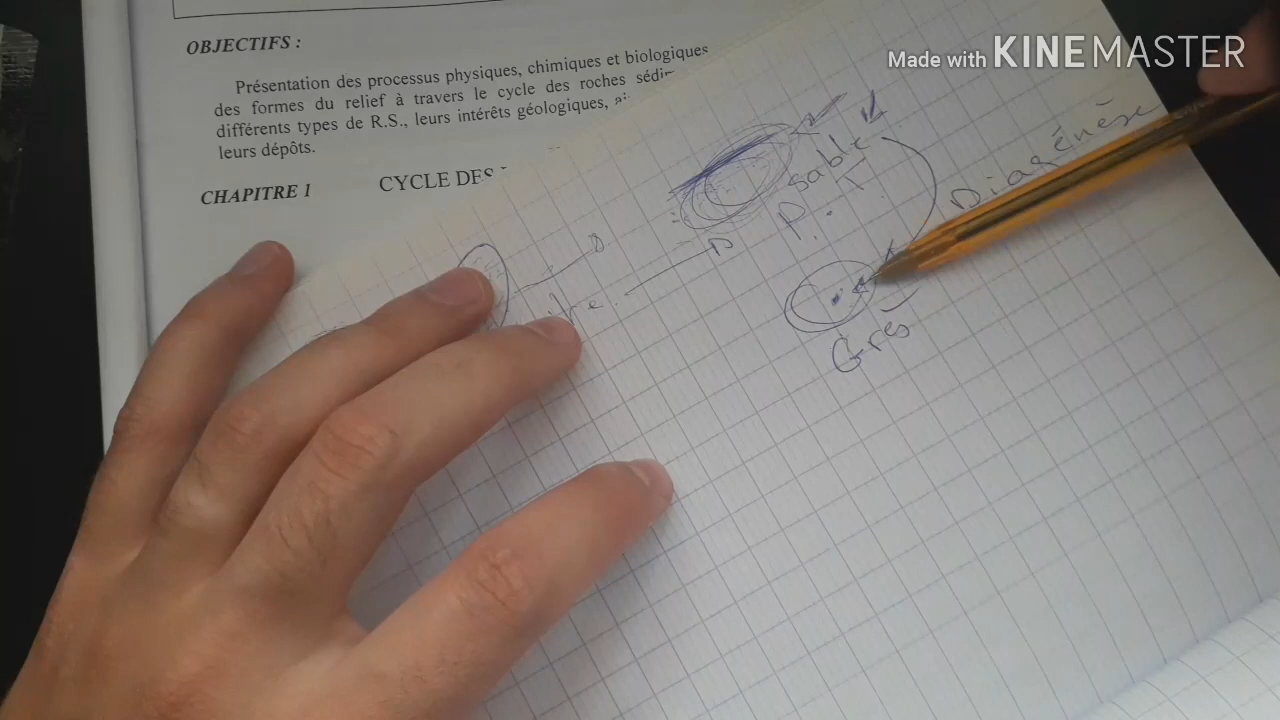 OBJECTIFS :
Présentation des processus physiques, chimiques et biologiques
des formes du relief à travers le cycle des roches
différents types de R.S., leurs intérêts géologiques,
leurs dépôts.
CHAPITRE 1 CYCLE DES
Made with KINEMASTER
sable
P. T
Diagénèse
Grès